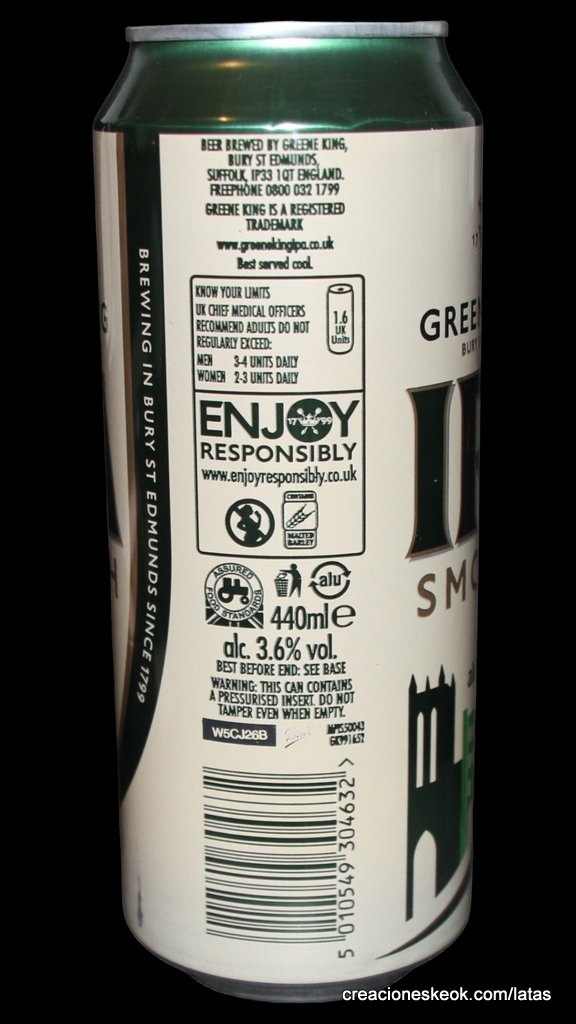 BEER BREWED BY GREENE KING,
BURY ST EDMUNDS,
SUFFOLK, IP33 1QT ENGLAND.
FREEPHONE 0800 032 1799
GREENE KING IS A REGISTERED
TRADEMARK
www.greenekingipa.co.uk
Best served cool.
KNOW YOUR LIMITS
UK CHIEF MEDICAL OFFICERS
RECOMMEND ADULTS DO NOT
REGULARLY EXCEED:
MEN 3-4 UNITS DAILY
WOMEN 2-3 UNITS DAILY
1.6
UK
Units
ENJOY
17 99
RESPONSIBLY
www.enjoyresponsibly.co.uk
CONTAINS
MALTED
BARLEY
ASSURED
FOOD STANDARDS
alu
440ml e
alc. 3.6% vol.
BEST BEFORE END: SEE BASE
WARNING: THIS CAN CONTAINS
A PRESSURISED INSERT. DO NOT
TAMPER EVEN WHEN EMPTY.
W5CJ26B
5 010549 304632 >
BREWING IN BURY ST EDMUNDS SINCE 1799
G
H
17
GREE
BURY
IP
SMO
creacioneskeok.com/latas